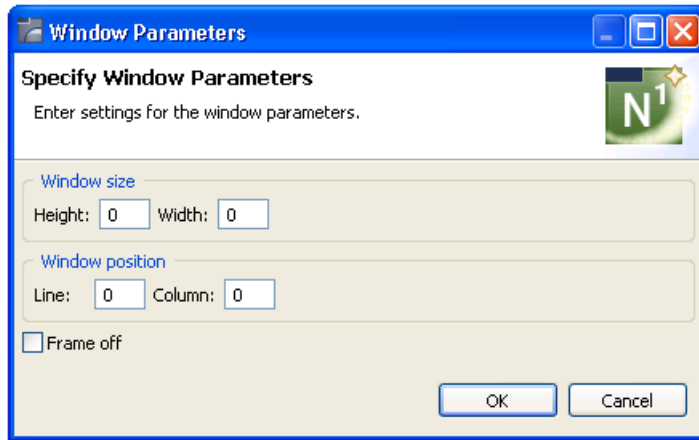 Window Parameters
Specify Window Parameters
Enter settings for the window parameters.
N1
Window size
Height: 0 Width: 0
Window position
Line: 0 Column: 0
Frame off
OK Cancel